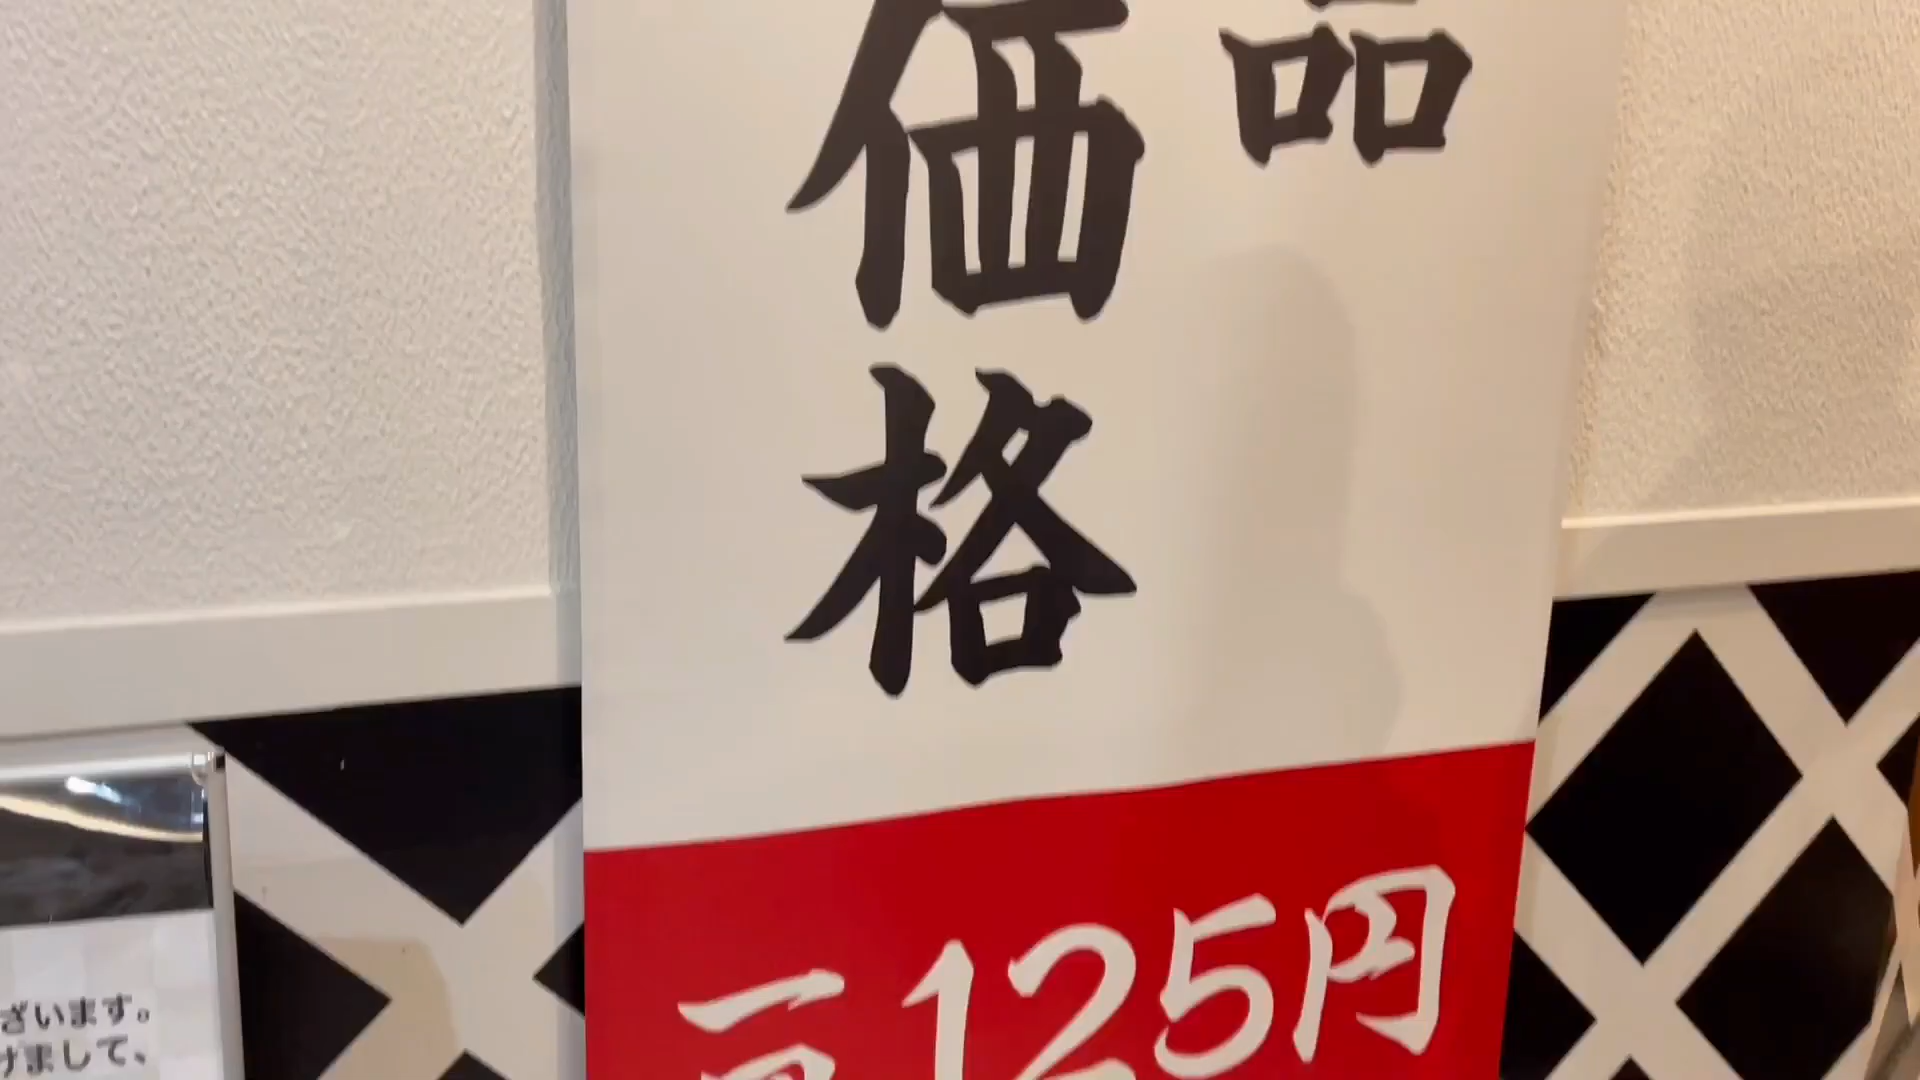 品
価格
125円
ざいます。
けまして、